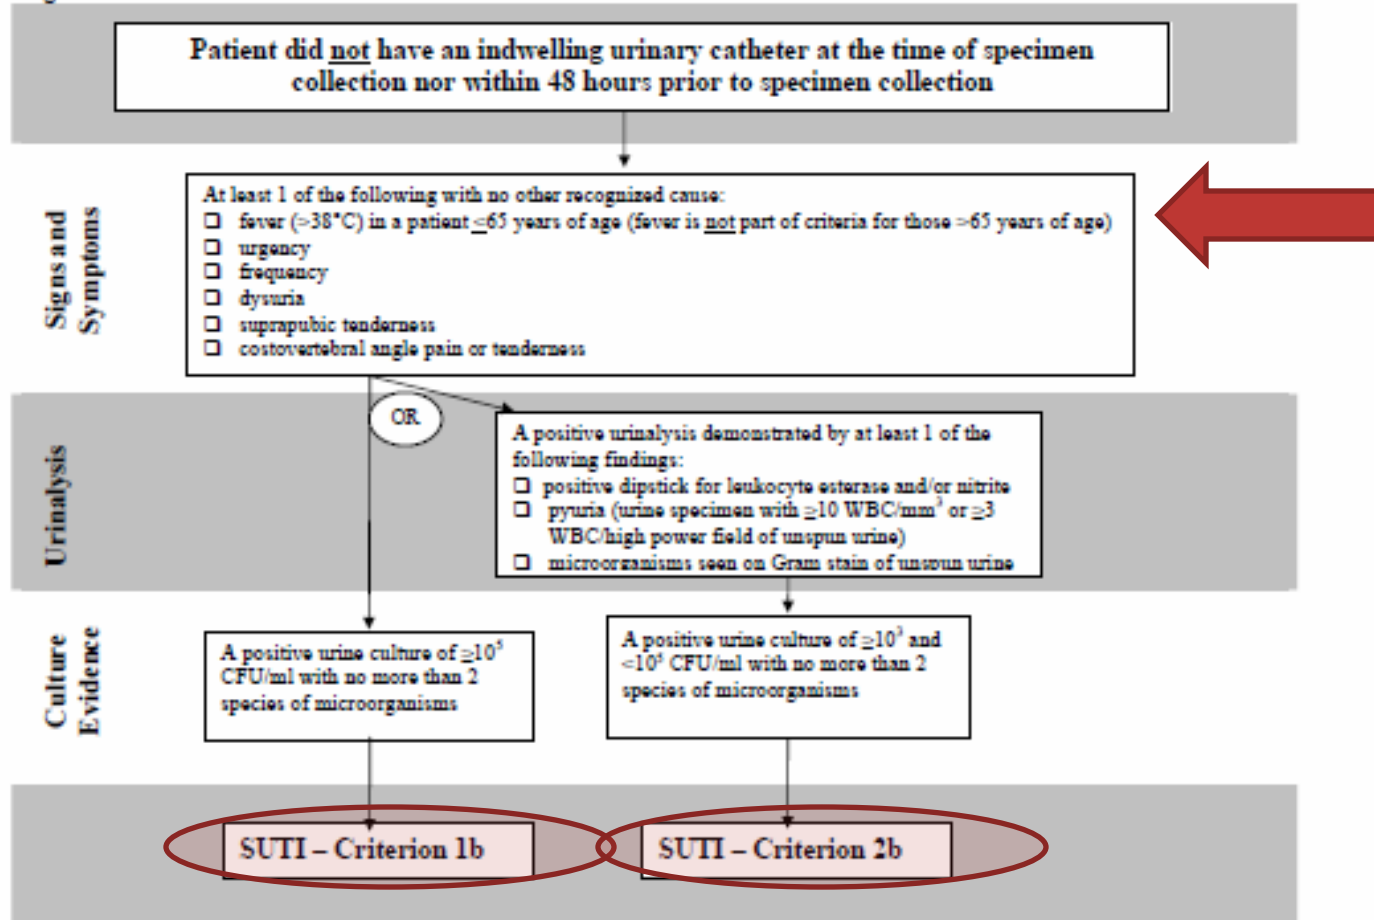 Patient did not have an indwelling urinary catheter at the time of specimen
collection nor within 48 hours prior to specimen collection
Signs and
Symptoms
At least 1 of the following with no other recognized cause:
❑ fever (>38°C) in a patient ≤65 years of age (fever is not part of criteria for those >65 years of age)
❑ urgency
❑ frequency
❑ dysuria
❑ suprapubic tenderness
❑ costovertebral angle pain or tenderness
OR
Urinalysis
A positive urinalysis demonstrated by at least 1 of the
following findings:
❑ positive dipstick for leukocyte esterase and/or nitrite
❑ pyuria (urine specimen with ≥10 WBC/mm³ or ≥3
WBC/high power field of unspun urine)
❑ microorganisms seen on Gram stain of unspun urine
Culture
Evidence
A positive urine culture of ≥10⁵
CFU/ml with no more than 2
species of microorganisms
A positive urine culture of ≥10³ and
<10⁵ CFU/ml with no more than 2
species of microorganisms
SUTI – Criterion 1b
SUTI – Criterion 2b